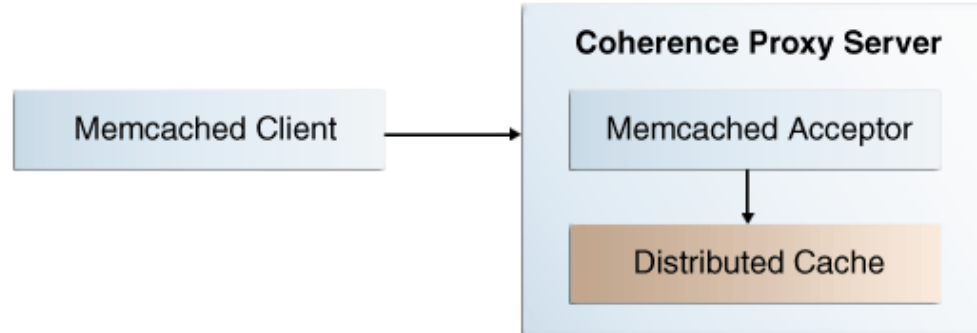 Coherence Proxy Server
Memcached Client
Memcached Acceptor
Distributed Cache